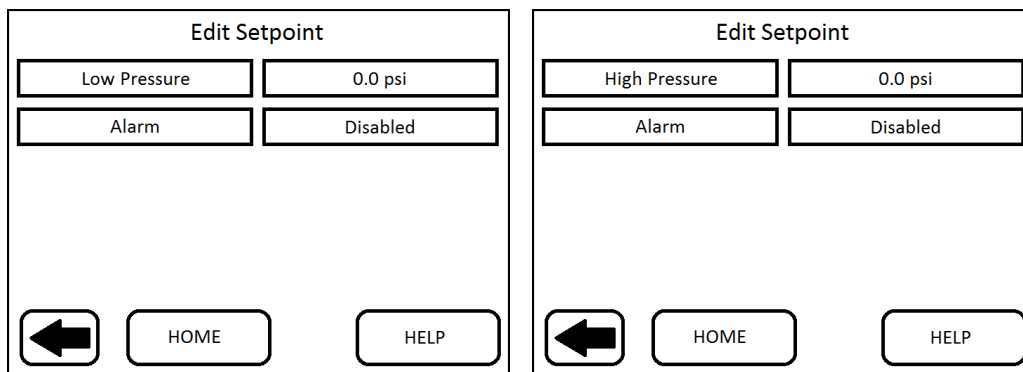 Edit Setpoint
Low Pressure 0.0 psi
Alarm Disabled
HOME HELP
Edit Setpoint
High Pressure 0.0 psi
Alarm Disabled
HOME HELP